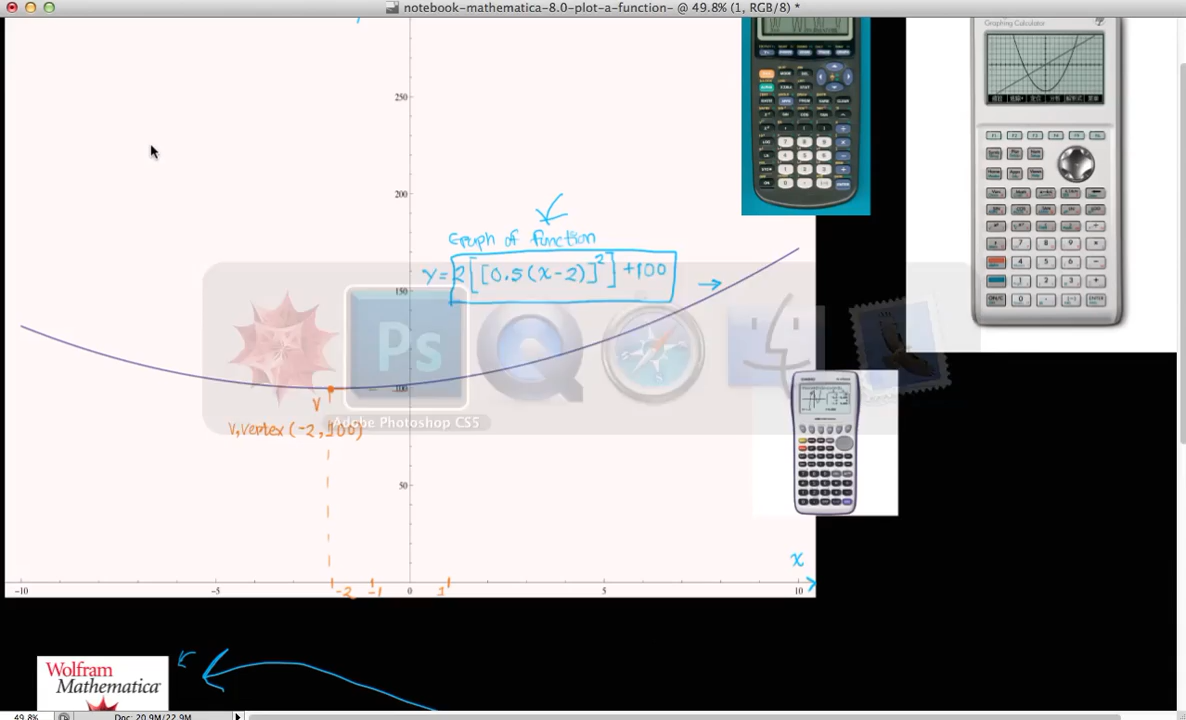 notebook-mathematica-8.0-plot-a-function- @ 49.8% (1, RGB/8) *
Graphing Calculator
250
200
Graph of function
Y=2[[0.5(x-2)]²]+100
150
100
V
Adobe Photoshop CS5
V,vertex(-2,100)
50
x
-10
-5
-2
-1
0
1
5
10
Wolfram
Mathematica
49.8%
Doc: 20.9M/22.9M